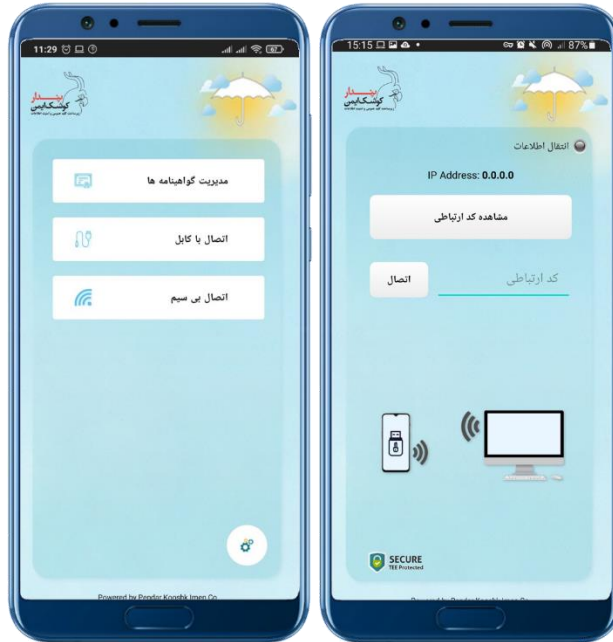 11:29
67
پندار
کوشک‌ایمن
مدیریت گواهینامه ها
اتصال با کابل
اتصال بی سیم
Powered by Pendar Kooshk Imen Co
15:15
87%
پندار
کوشک‌ایمن
انتقال اطلاعات
IP Address: 0.0.0.0
مشاهده کد ارتباطی
کد ارتباطی
اتصال
SECURE
TEE Protected